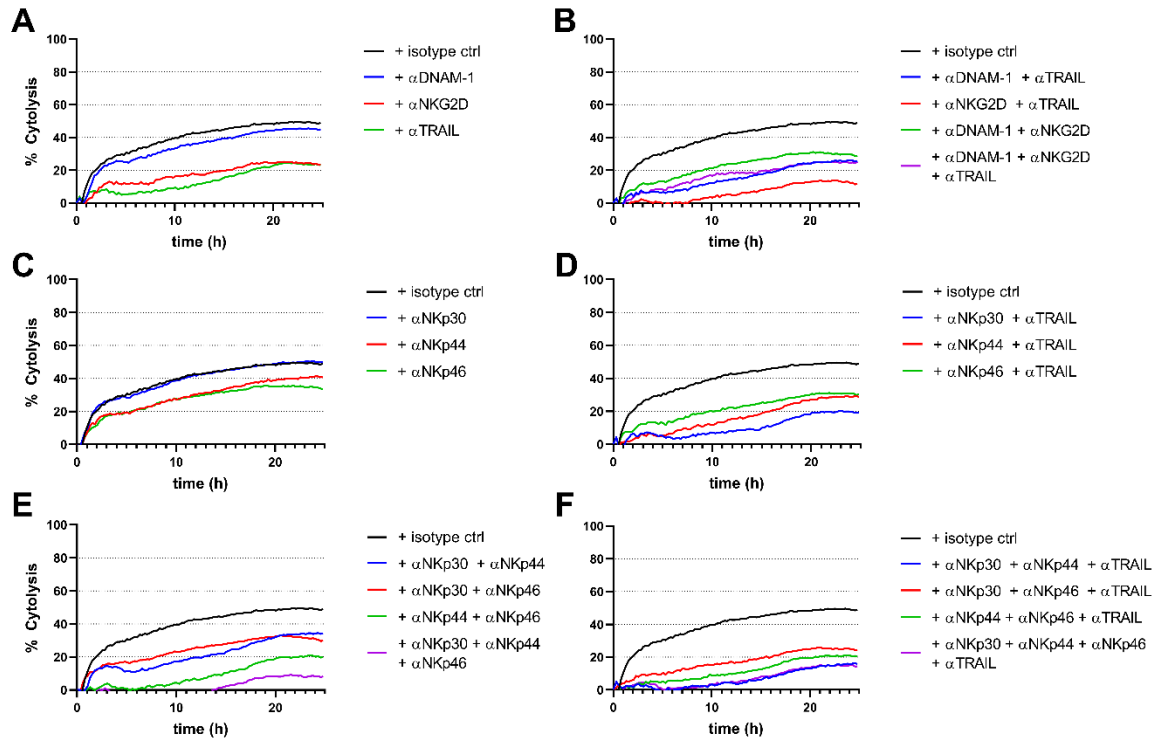 A
100
80
60
40
20
0
% Cytolysis
0 10 20
time (h)
+ isotype ctrl
+ αDNAM-1
+ αNKG2D
+ αTRAIL
B
100
80
60
40
20
0
0 10 20
time (h)
+ isotype ctrl
+ αDNAM-1 + αTRAIL
+ αNKG2D + αTRAIL
+ αDNAM-1 + αNKG2D
+ αDNAM-1 + αNKG2D
+ αTRAIL
C
100
80
60
40
20
0
% Cytolysis
0 10 20
time (h)
+ isotype ctrl
+ αNKp30
+ αNKp44
+ αNKp46
D
100
80
60
40
20
0
0 10 20
time (h)
+ isotype ctrl
+ αNKp30 + αTRAIL
+ αNKp44 + αTRAIL
+ αNKp46 + αTRAIL
E
100
80
60
40
20
0
% Cytolysis
0 10 20
time (h)
+ isotype ctrl
+ αNKp30 + αNKp44
+ αNKp30 + αNKp46
+ αNKp44 + αNKp46
+ αNKp30 + αNKp44
+ αNKp46
F
100
80
60
40
20
0
0 10 20
time (h)
+ isotype ctrl
+ αNKp30 + αNKp44 + αTRAIL
+ αNKp30 + αNKp46 + αTRAIL
+ αNKp44 + αNKp46 + αTRAIL
+ αNKp30 + αNKp44 + αNKp46
+ αTRAIL